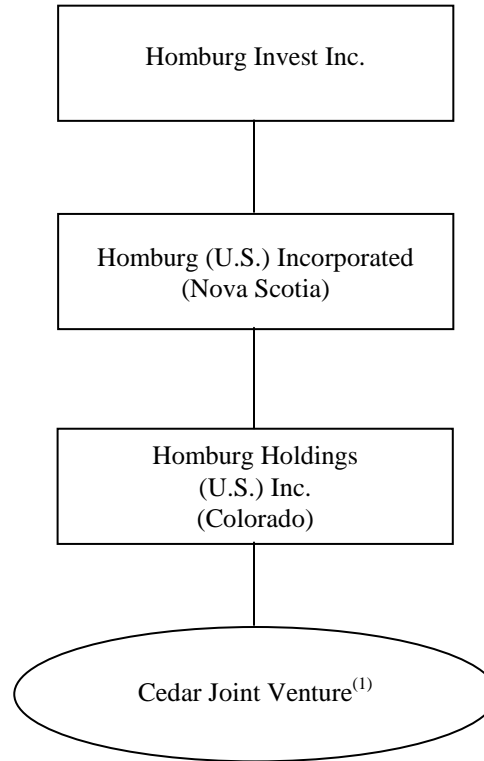 Homburg Invest Inc.
Homburg (U.S.) Incorporated
(Nova Scotia)
Homburg Holdings
(U.S.) Inc.
(Colorado)
Cedar Joint Venture(1)